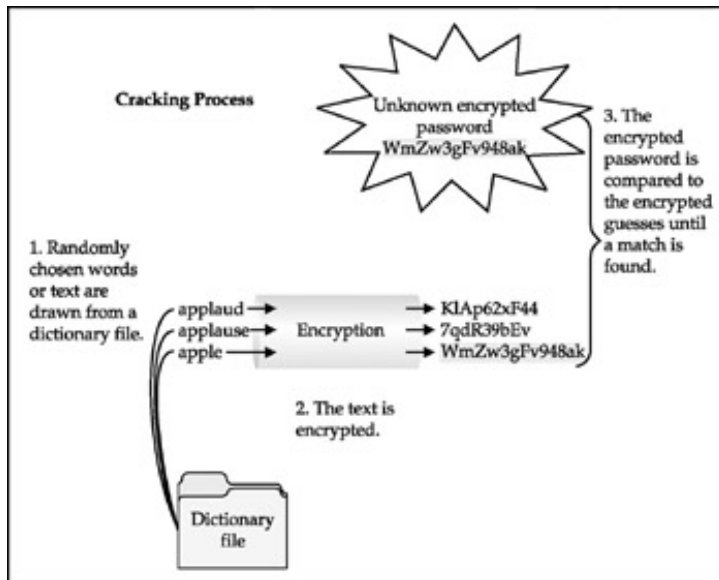 Cracking Process
Unknown encrypted
password
WmZw3gFv948ak
3. The
encrypted
password is
compared to
the encrypted
guesses until
a match is
found.
1. Randomly
chosen words
or text are
drawn from a
dictionary file.
applaud
applause
apple
Encryption
KlAp62xF44
7qdR39bEv
WmZw3gFv948ak
2. The text is
encrypted.
Dictionary
file